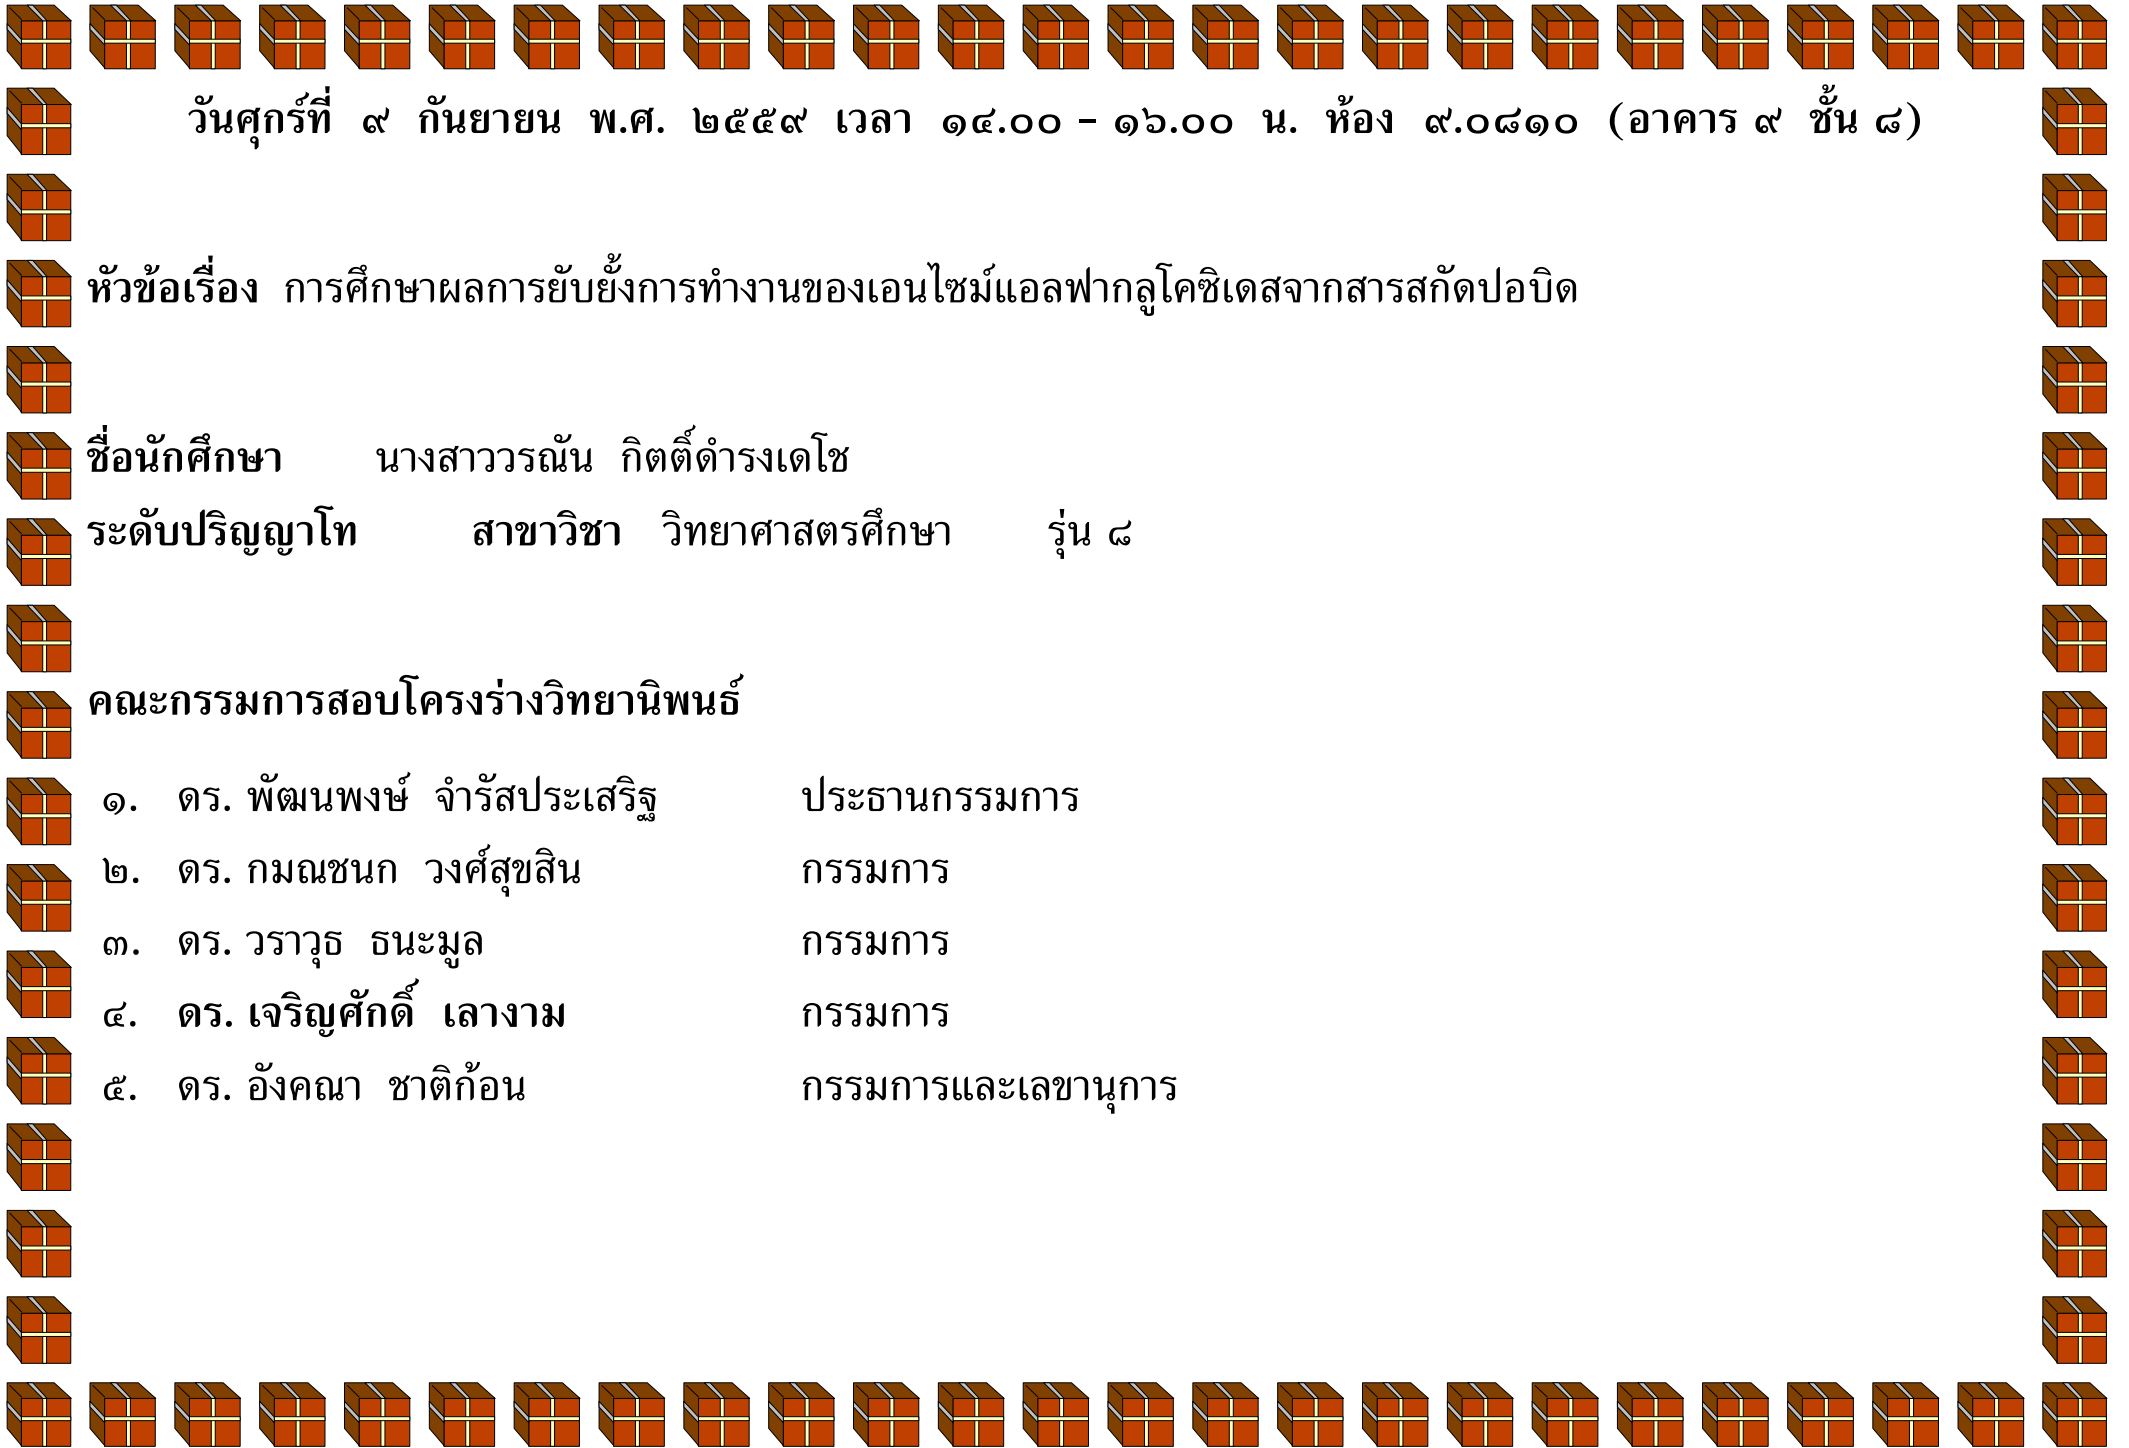 วันศุกร์ที่ ๙ กันยายน พ.ศ. ๒๕๕๙ เวลา ๑๔.๐๐ - ๑๖.๐๐ น. ห้อง ๙.๐๘๑๐ (อาคาร ๙ ชั้น ๘)
หัวข้อเรื่อง การศึกษาผลการยับยั้งการทำงานของเอนไซม์แอลฟากลูโคซิเดสจากสารสกัดปอบิด
ชื่อนักศึกษา นางสาววรณัน กิตติ์ดำรงเดโช
ระดับปริญญาโท สาขาวิชา วิทยาศาสตรศึกษา รุ่น ๘
คณะกรรมการสอบโครงร่างวิทยานิพนธ์
๑. ดร. พัฒนพงษ์ จำรัสประเสริฐ ประธานกรรมการ
๒. ดร. กมณชนก วงศ์สุขสิน กรรมการ
๓. ดร. วราวุธ ธนะมูล กรรมการ
๔. ดร. เจริญศักดิ์ เลางาม กรรมการ
๕. ดร. อังคณา ชาติก้อน กรรมการและเลขานุการ